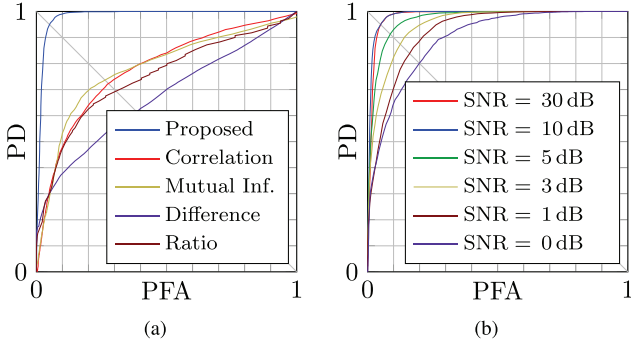 1
PD
0
Proposed
Correlation
Mutual Inf.
Difference
Ratio
0
PFA
1
(a)
1
PD
0
SNR = 30 dB
SNR = 10 dB
SNR = 5 dB
SNR = 3 dB
SNR = 1 dB
SNR = 0 dB
0
PFA
1
(b)